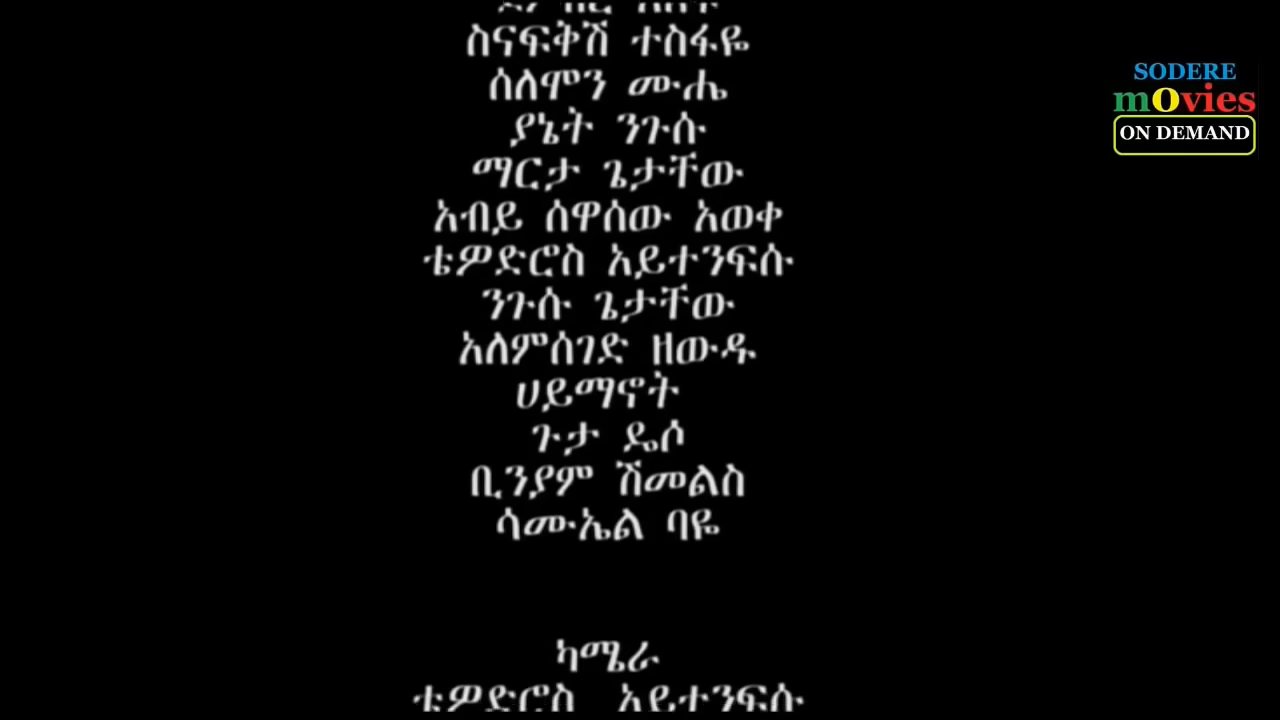 ስናፍቅሽ ተስፋዬ
ሰለሞን ሙሔ
ያኔት ንጉሱ
ማርታ ጌታቸው
አብይ ሰዋሰው አወቀ
ቴዎድሮስ አይተንፍሱ
ንጉሱ ጌታቸው
አለምሰገድ ዘውዱ
ሀይማኖት
ጉታ ዴሶ
ቢንያም ሽመልስ
ሳሙኤል ባዬ
ካሜራ
ቴዎድሮስ አይተንፍሱ
SODERE
mOvies
ON DEMAND